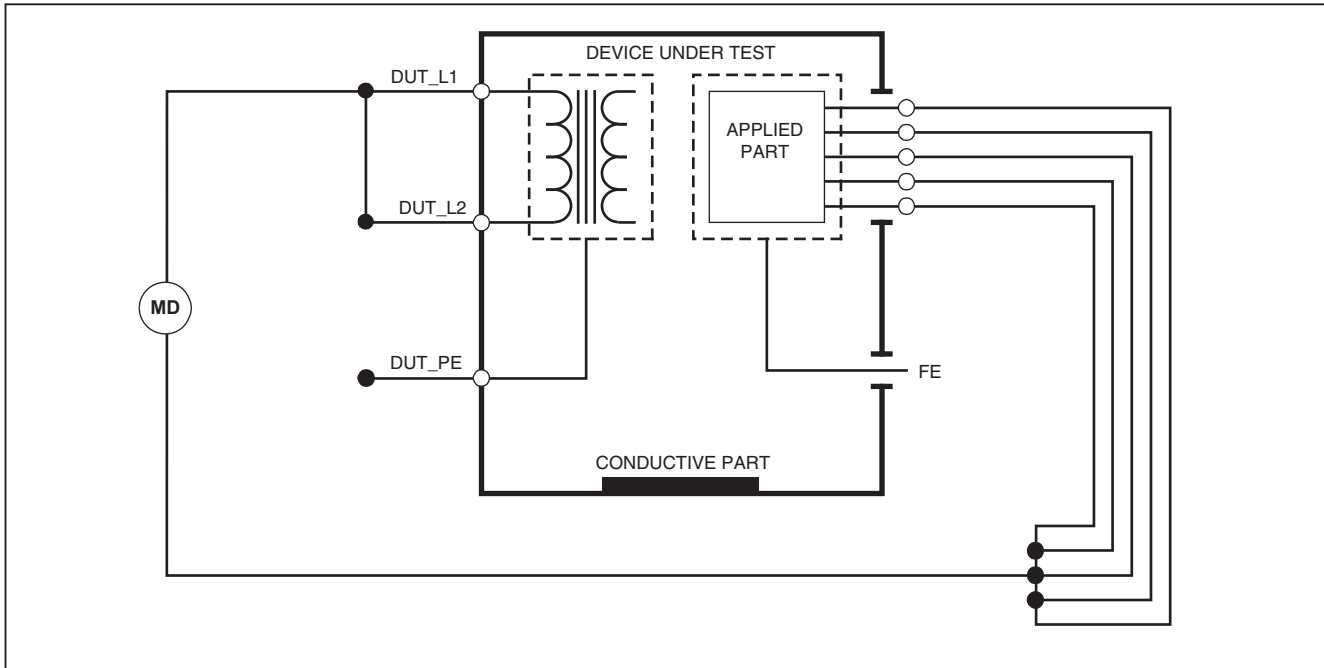 DEVICE UNDER TEST
DUT_L1
APPLIED
PART
DUT_L2
MD
DUT_PE
FE
CONDUCTIVE PART